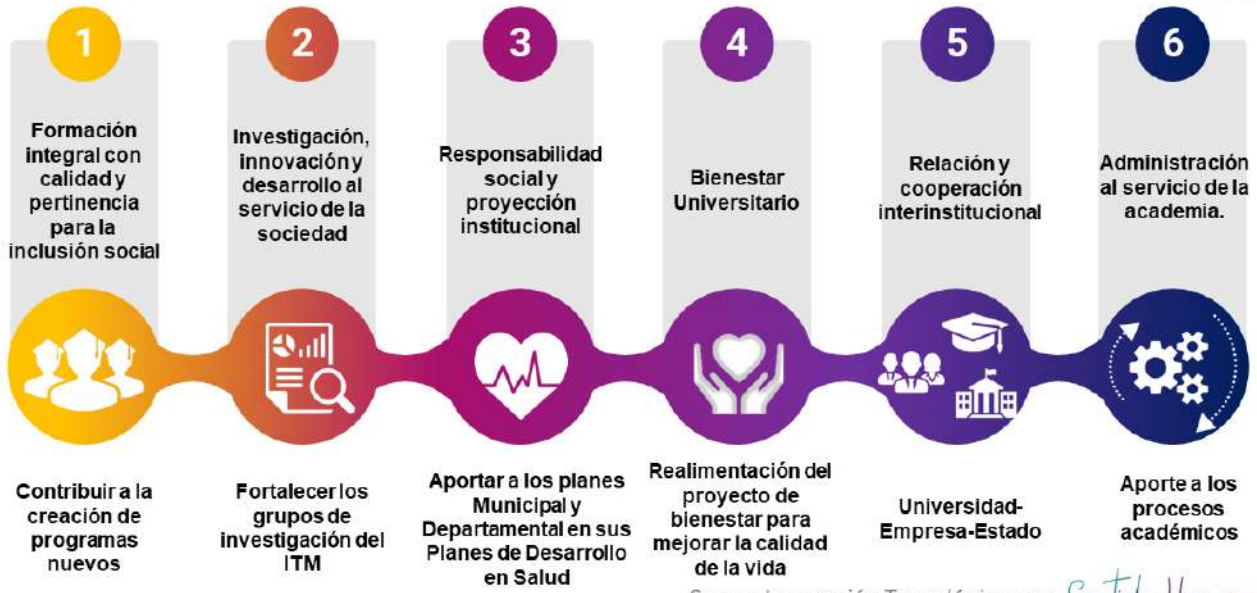 1
Formación
integral con
calidad y
pertinencia
para la
inclusión social
Contribuir a la
creación de
programas
nuevos
2
Investigación,
innovación y
desarrollo al
servicio de la
sociedad
Fortalecer los
grupos de
investigación del
ITM
3
Responsabilidad
social y
proyección
institucional
Aportar a los planes
Municipal y
Departamental en sus
Planes de Desarrollo
en Salud
4
Bienestar
Universitario
Realimentación del
proyecto de
bienestar para
mejorar la calidad
de la vida
5
Relación y
cooperación
interinstitucional
Universidad-
Empresa-Estado
6
Administración
al servicio de la
academia.
Aporte a los
procesos
académicos